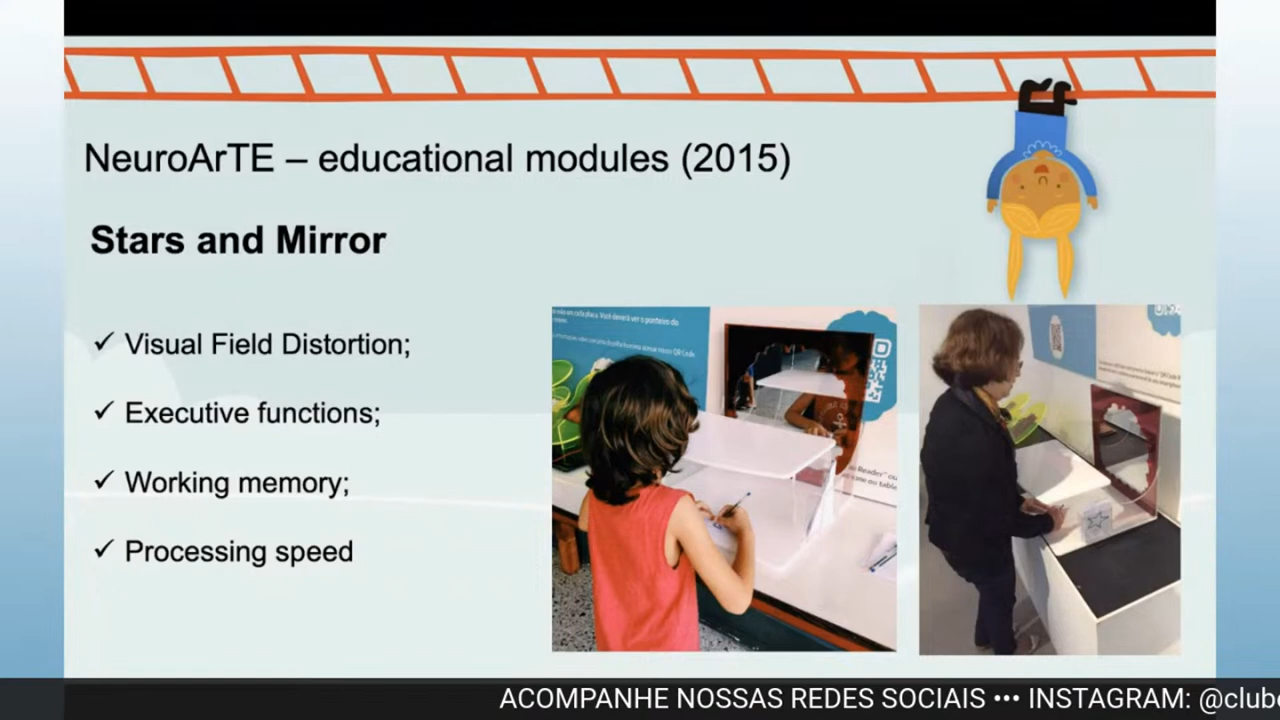 NeuroArTE – educational modules (2015)
Stars and Mirror
✓ Visual Field Distortion;
✓ Executive functions;
✓ Working memory;
✓ Processing speed
ACOMPANHE NOSSAS REDES SOCIAIS ••• INSTAGRAM: @clube